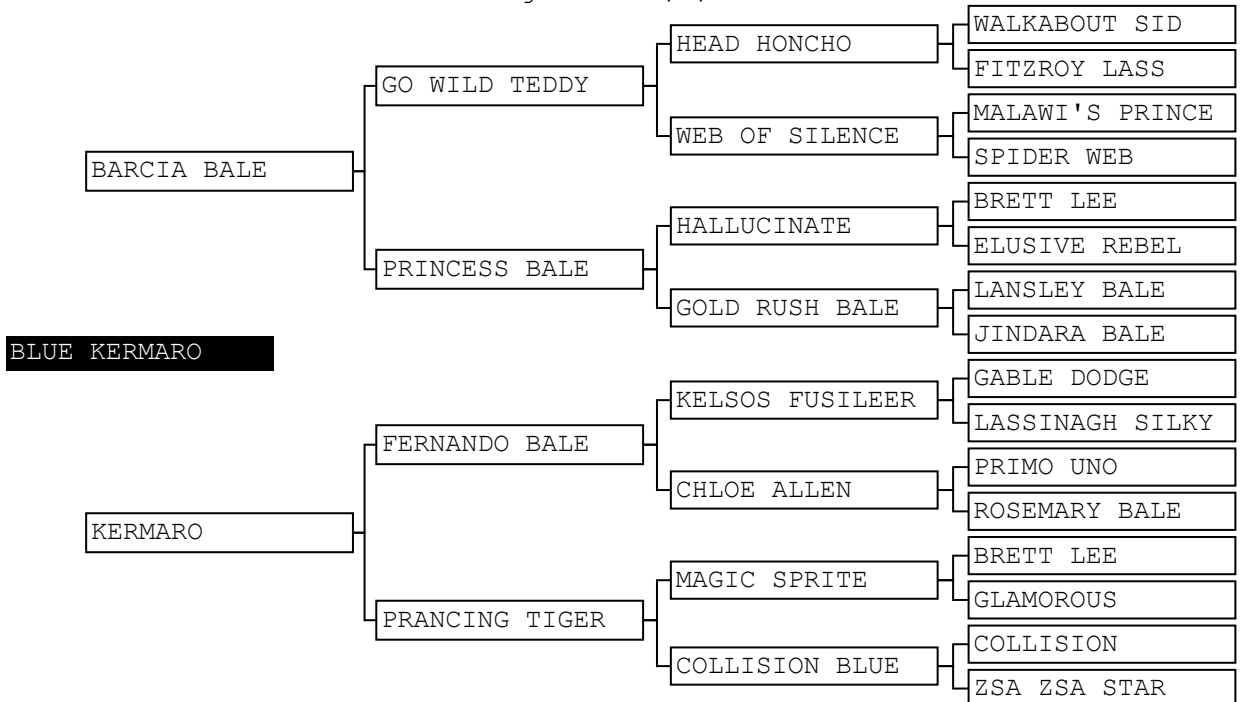 WALKABOUT SID
HEAD HONCHO
FITZROY LASS
GO WILD TEDDY
MALAWI'S PRINCE
WEB OF SILENCE
SPIDER WEB
BARCIA BALE
BRETT LEE
HALLUCINATE
ELUSIVE REBEL
PRINCESS BALE
LANSLEY BALE
GOLD RUSH BALE
JINDARA BALE
BLUE KERMARO
GABLE DODGE
KELSOS FUSILEER
LASSINAGH SILKY
FERNANDO BALE
PRIMO UNO
CHLOE ALLEN
ROSEMARY BALE
KERMARO
BRETT LEE
MAGIC SPRITE
GLAMOROUS
PRANCING TIGER
COLLISION
COLLISION BLUE
ZSA ZSA STAR